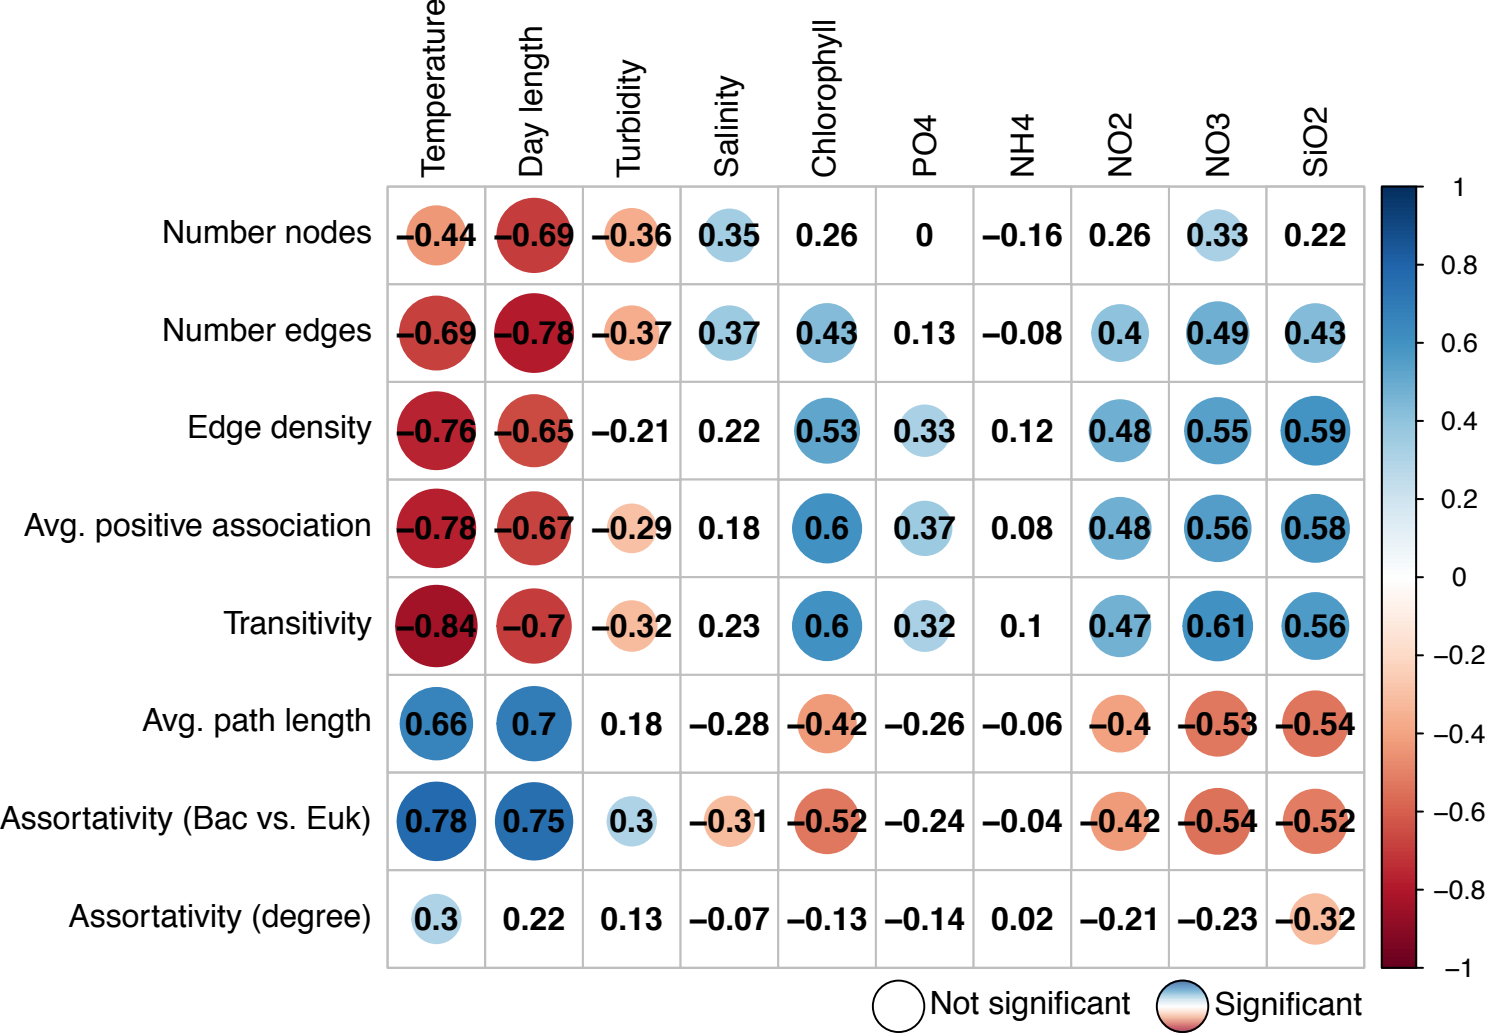 Temperature Day length Turbidity Salinity Chlorophyll PO4 NH4 NO2 NO3 SiO2
Number nodes −0.44 −0.69 −0.36 0.35 0.26 0 −0.16 0.26 0.33 0.22
Number edges −0.69 −0.78 −0.37 0.37 0.43 0.13 −0.08 0.4 0.49 0.43
Edge density −0.76 −0.65 −0.21 0.22 0.53 0.33 0.12 0.48 0.55 0.59
Avg. positive association −0.78 −0.67 −0.29 0.18 0.6 0.37 0.08 0.48 0.56 0.58
Transitivity −0.84 −0.7 −0.32 0.23 0.6 0.32 0.1 0.47 0.61 0.56
Avg. path length 0.66 0.7 0.18 −0.28 −0.42 −0.26 −0.06 −0.4 −0.53 −0.54
Assortativity (Bac vs. Euk) 0.78 0.75 0.3 −0.31 −0.52 −0.24 −0.04 −0.42 −0.54 −0.52
Assortativity (degree) 0.3 0.22 0.13 −0.07 −0.13 −0.14 0.02 −0.21 −0.23 −0.32
1
0.8
0.6
0.4
0.2
0
−0.2
−0.4
−0.6
−0.8
−1
Not significant Significant